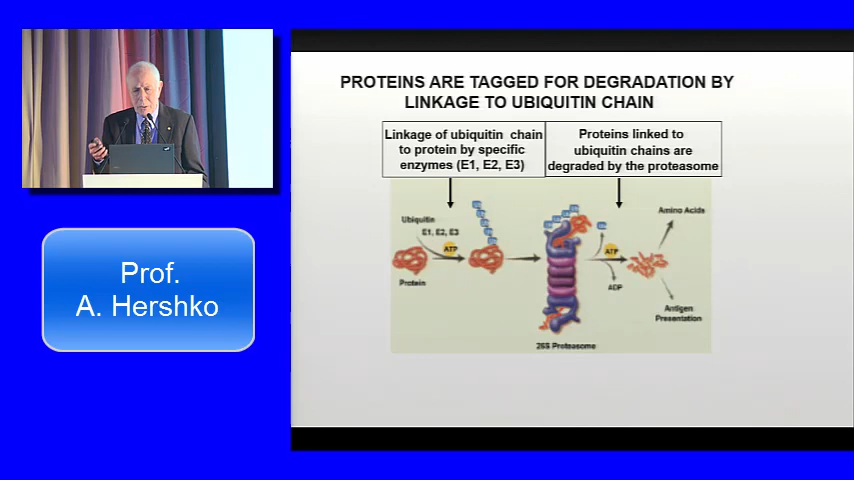 PROTEINS ARE TAGGED FOR DEGRADATION BY
LINKAGE TO UBIQUITIN CHAIN
Linkage of ubiquitin chain
to protein by specific
enzymes (E1, E2, E3)
Proteins linked to
ubiquitin chains are
degraded by the proteasome
Ubiquitin
E1, E2, E3
ATP
Protein
26S Proteasome
ATP
ADP
Amino Acids
Antigen
Presentation
Prof.
A. Hershko